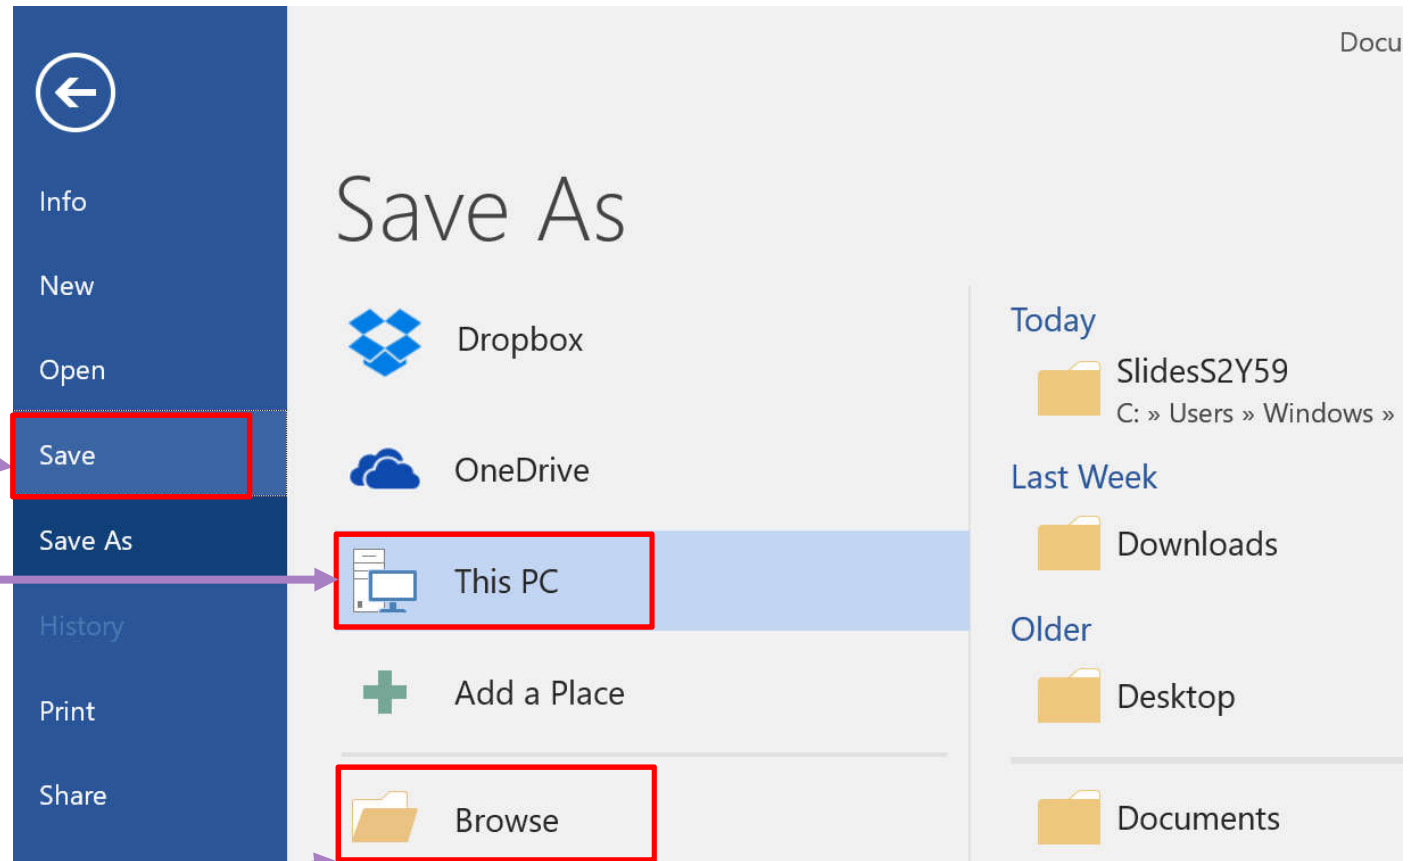 Docu
Info
New
Open
Save
Save As
History
Print
Share
Save As
Dropbox
OneDrive
This PC
Add a Place
Browse
Today
SlidesS2Y59
C: » Users » Windows »
Last Week
Downloads
Older
Desktop
Documents